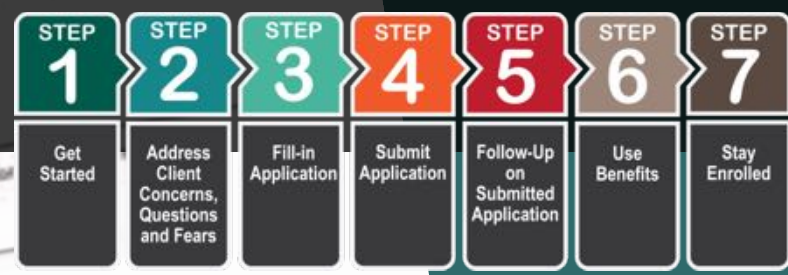 STEP
1
Get
Started
STEP
2
Address
Client
Concerns,
Questions
and Fears
STEP
3
Fill-in
Application
STEP
4
Submit
Application
STEP
5
Follow-Up
on
Submitted
Application
STEP
6
Use
Benefits
STEP
7
Stay
Enrolled